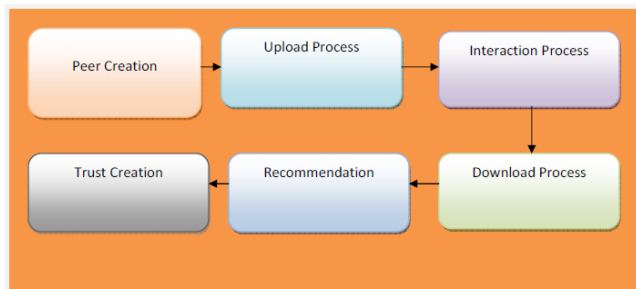 Peer Creation
Upload Process
Interaction Process
Download Process
Recommendation
Trust Creation